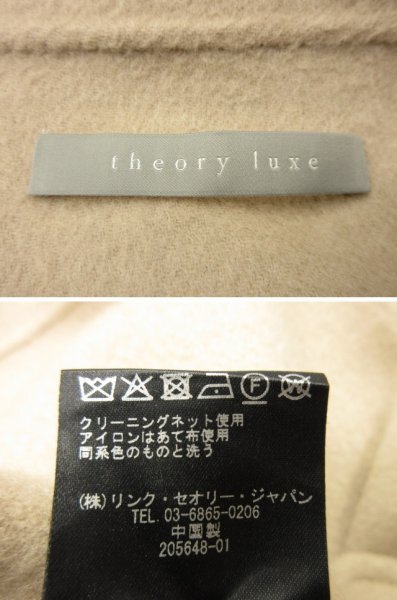 theory luxe
クリーニングネット使用
アイロンはあて布使用
同系色のものと洗う
(株)リンク・セオリー・ジャパン
TEL. 03-6865-0206
中国製
205648-01